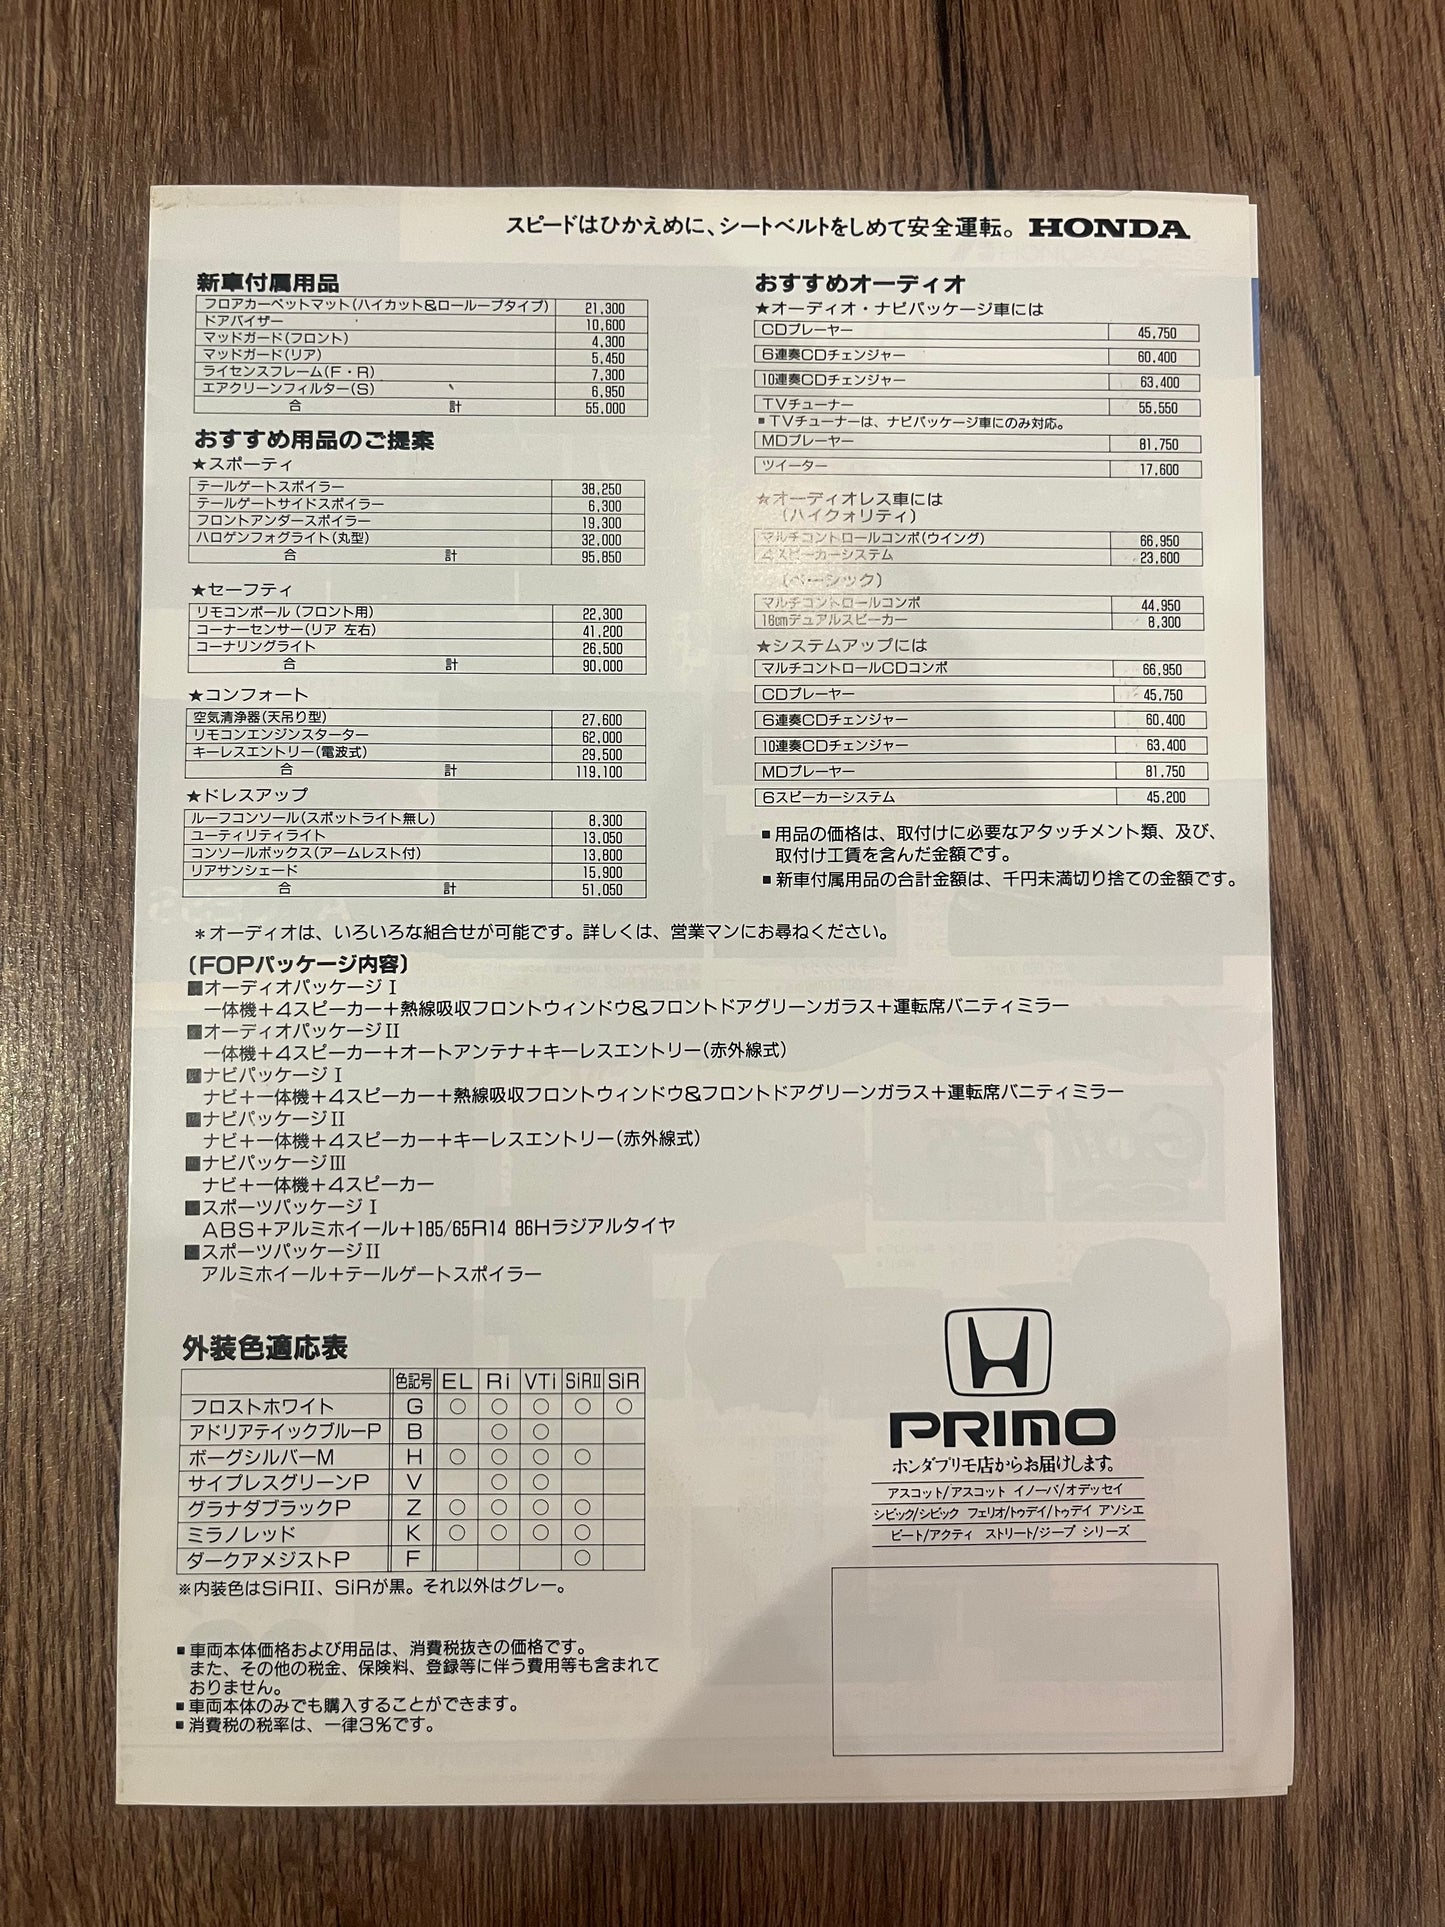 スピードはひかえめに、シートベルトをしめて安全運転。 HONDA
新車付属用品
フロアカーペットマット(ハイカット&ローループタイプ) 21,300
ドアバイザー 10,600
マッドガード(フロント) 4,300
マッドガード(リア) 5,450
ライセンスフレーム(F・R) 7,300
エアクリーンフィルター(S) 6,950
合 計 55,000
おすすめ用品のご提案
★スポーティ
テールゲートスポイラー 38,250
テールゲートサイドスポイラー 6,300
フロントアンダースポイラー 19,300
ハロゲンフォグライト(丸型) 32,000
合 計 95,850
★セーフティ
リモコンポール(フロント用) 22,300
コーナーセンサー(リア 左右) 41,200
コーナリングライト 26,500
合 計 90,000
★コンフォート
空気清浄器(天吊り型) 27,600
リモコンエンジンスターター 62,000
キーレスエントリー(電波式) 29,500
合 計 119,100
★ドレスアップ
ルーフコンソール(スポットライト無し) 8,300
ユーティリティライト 13,050
コンソールボックス(アームレスト付) 13,800
リアサンシェード 15,900
合 計 51,050
おすすめオーディオ
★オーディオ・ナビパッケージ車には
CDプレーヤー 45,750
6連奏CDチェンジャー 60,400
10連奏CDチェンジャー 63,400
TVチューナー 55,550
■TVチューナーは、ナビパッケージ車にのみ対応。
MDプレーヤー 81,750
ツイーター 17,600
★オーディオレス車には
(ハイクォリティ)
マルチコントロールコンポ(ウイング) 66,950
4スピーカーシステム 23,600
(ベーシック)
マルチコントロールコンポ 44,950
16cmデュアルスピーカー 8,300
★システムアップには
マルチコントロールCDコンポ 66,950
CDプレーヤー 45,750
6連奏CDチェンジャー 60,400
10連奏CDチェンジャー 63,400
MDプレーヤー 81,750
6スピーカーシステム 45,200
■用品の価格は、取付けに必要なアタッチメント類、及び、
取付け工賃を含んだ金額です。
■新車付属用品の合計金額は、千円未満切り捨ての金額です。
*オーディオは、いろいろな組合せが可能です。詳しくは、営業マンにお尋ねください。
〔FOPパッケージ内容〕
■オーディオパッケージⅠ
一体機+4スピーカー+熱線吸収フロントウィンドウ&フロントドアグリーンガラス+運転席バニティミラー
■オーディオパッケージⅡ
一体機+4スピーカー+オートアンテナ+キーレスエントリー(赤外線式)
■ナビパッケージⅠ
ナビ+一体機+4スピーカー+熱線吸収フロントウィンドウ&フロントドアグリーンガラス+運転席バニティミラー
■ナビパッケージⅡ
ナビ+一体機+4スピーカー+キーレスエントリー(赤外線式)
■ナビパッケージⅢ
ナビ+一体機+4スピーカー
■スポーツパッケージⅠ
ABS+アルミホイール+185/65R14 86Hラジアルタイヤ
■スポーツパッケージⅡ
アルミホイール+テールゲートスポイラー
外装色適応表
色記号 EL Ri VTi SiRⅡ SiR
フロストホワイト G ○ ○ ○ ○ ○
アドリアティックブルーP B ○ ○
ボーグシルバーM H ○ ○ ○ ○
サイプレスグリーンP V ○ ○
グラナダブラックP Z ○ ○ ○ ○
ミラノレッド K ○ ○ ○ ○
ダークアメジストP F ○
※内装色はSiRⅡ、SiRが黒。それ以外はグレー。
■車両本体価格および用品は、消費税抜きの価格です。
また、その他の税金、保険料、登録等に伴う費用等も含まれて
おりません。
■車両本体のみでも購入することができます。
■消費税の税率は、一律3%です。
PRIMO
ホンダプリモ店からお届けします。
アスコット/アスコット イノーバ/オデッセイ
シビック/シビック フェリオ/トゥデイ/トゥデイ アソシエ
ビート/アクティ ストリート/ジープ シリーズ